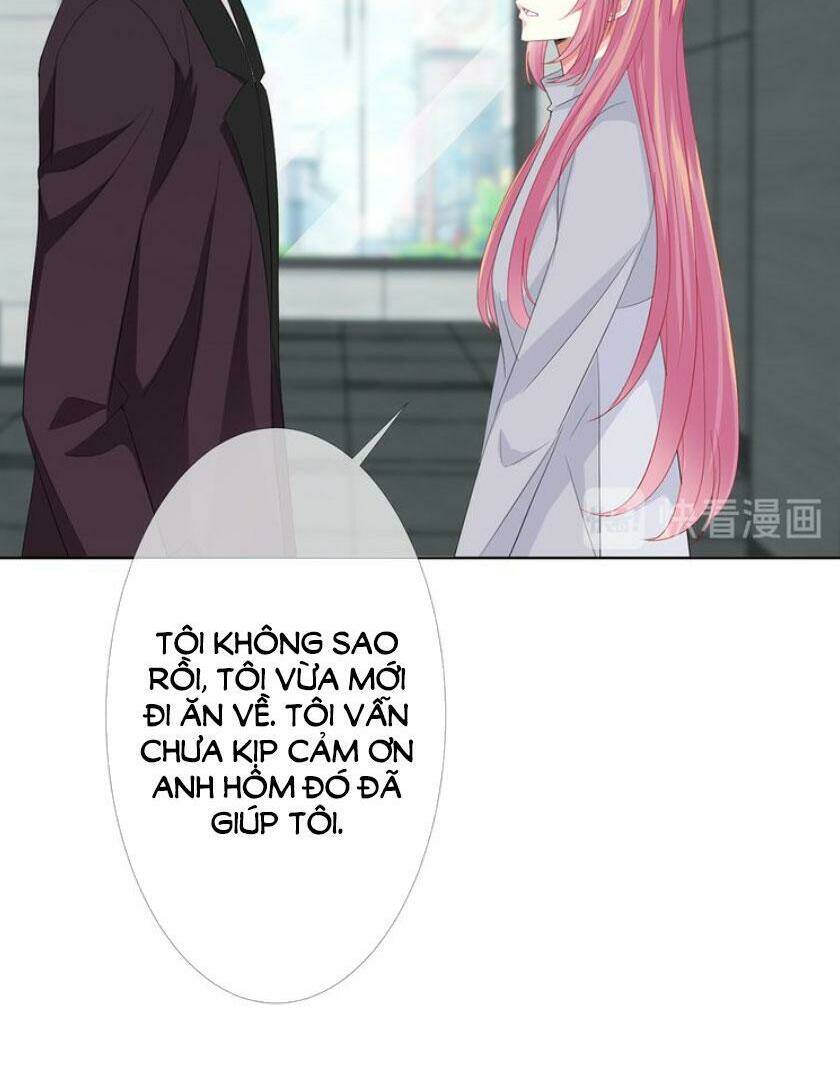 快看漫画
TÔI KHÔNG SAO
RỒI, TÔI VỪA MỚI
ĐI ĂN VỀ. TÔI VẪN
CHƯA KỊP CẢM ƠN
ANH HÔM ĐÓ ĐÃ
GIÚP TÔI.